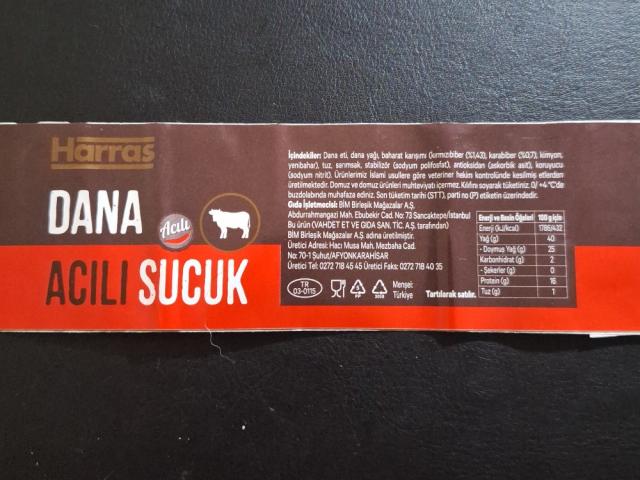 Harras
DANA
Acılı
ACILI SUCUK
İçindekiler: Dana eti, dana yağı, baharat karışımı (kırmızıbiber (%1,43), karabiber (%0,7), kimyon,
yenibahar), tuz, sarımsak, stabilizör (sodyum polifosfat), antioksidan (askorbik asit), koruyucu
(sodyum nitrit). Ürünlerimiz İslami usullere göre veteriner hekim kontrolünde kesilmiş etlerden
üretilmektedir. Domuz ve domuz ürünleri muhteviyatı içermez. Kılıfını soyarak tüketiniz. 0/ +4 °C'de
buzdolabında muhafaza ediniz. Son tüketim tarihi (STT), parti no (P) etiketin üzerindedir.
Gıda İşletmecisi: BİM Birleşik Mağazalar A.Ş.
Abdurrahmangazi Mah. Ebubekir Cad. No: 73 Sancaktepe/İstanbul
Bu ürün (VAHDET ET VE GIDA SAN. TİC. A.Ş. tarafından)
BİM Birleşik Mağazalar A.Ş. adına üretilmiştir.
Üretici Adresi: Hacı Musa Mah. Mezbaha Cad.
No: 70-1 Şuhut/AFYONKARAHİSAR
Üretici Tel: 0272 718 45 45 Üretici Faks: 0272 718 40 35
Enerji ve Besin Öğeleri 100 g için
Enerji (kJ/kcal) 1786/432
Yağ (g) 40
- Doymuş Yağ (g) 25
Karbonhidrat (g) 2
- Şekerler (g) 0
Protein (g) 16
Tuz (g) 1
TR
03-0115
PP
Menşei:
Türkiye
Tartılarak satılır.